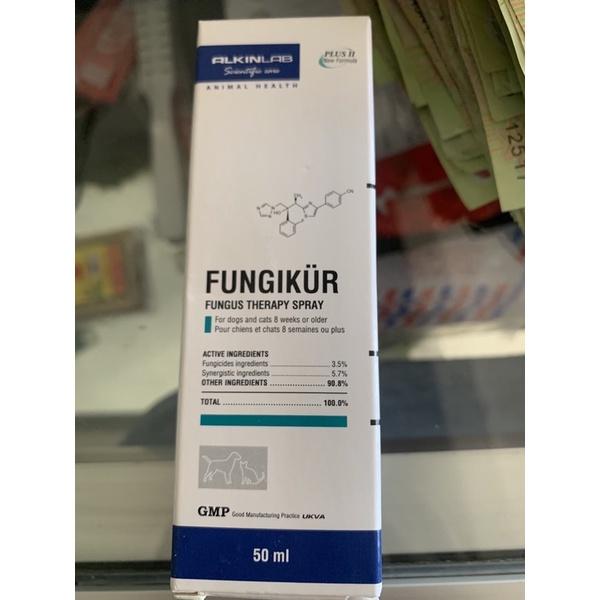 ALKINLAB
Scientific care
ANIMAL HEALTH
PLUS II
New Formula
CN
HO
FUNGIKÜR
FUNGUS THERAPY SPRAY
For dogs and cats 8 weeks or older
Pour chiens et chats 8 semaines ou plus
ACTIVE INGREDIENTS
Fungicides ingredients 3.5%
Synergistic ingredients 5.7%
OTHER INGREDIENTS 90.8%
TOTAL 100.0%
GMP Good Manufacturing Practice UKVA
50 ml